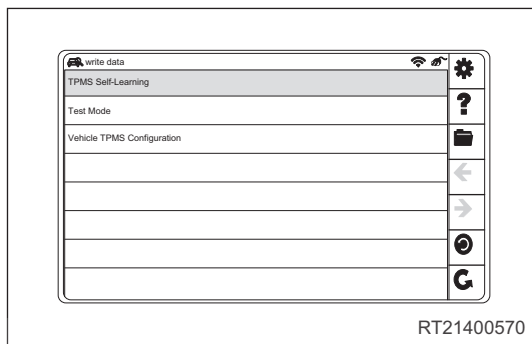 write data
TPMS Self-Learning
Test Mode
Vehicle TPMS Configuration
?
RT21400570